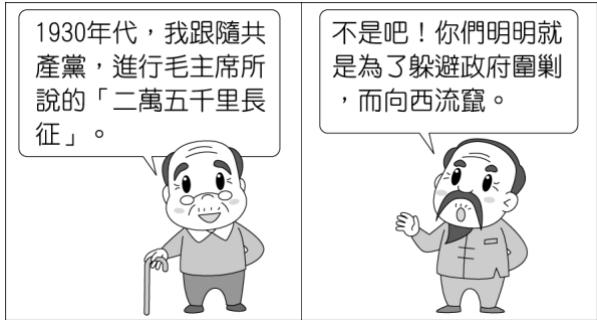 1930年代，我跟隨共
產黨，進行毛主席所
說的「二萬五千里長
征」。
不是吧！你們明明就
是為了躲避政府圍剿
，而向西流竄。